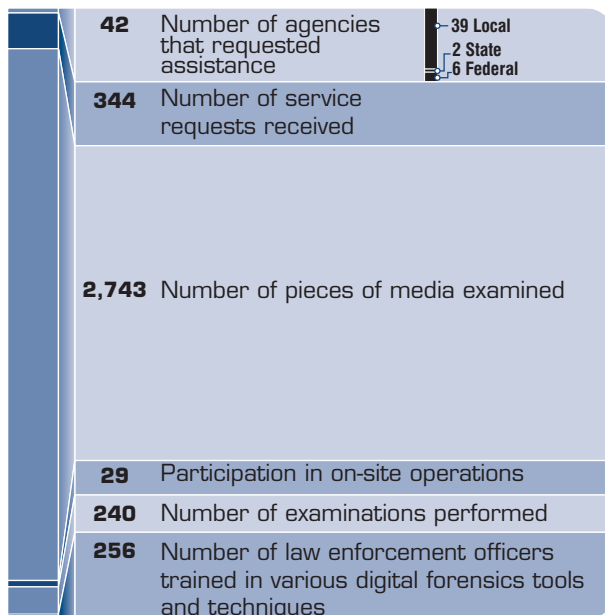 42 Number of agencies
that requested
assistance
39 Local
2 State
6 Federal
344 Number of service
requests received
2,743 Number of pieces of media examined
29 Participation in on-site operations
240 Number of examinations performed
256 Number of law enforcement officers
trained in various digital forensics tools
and techniques